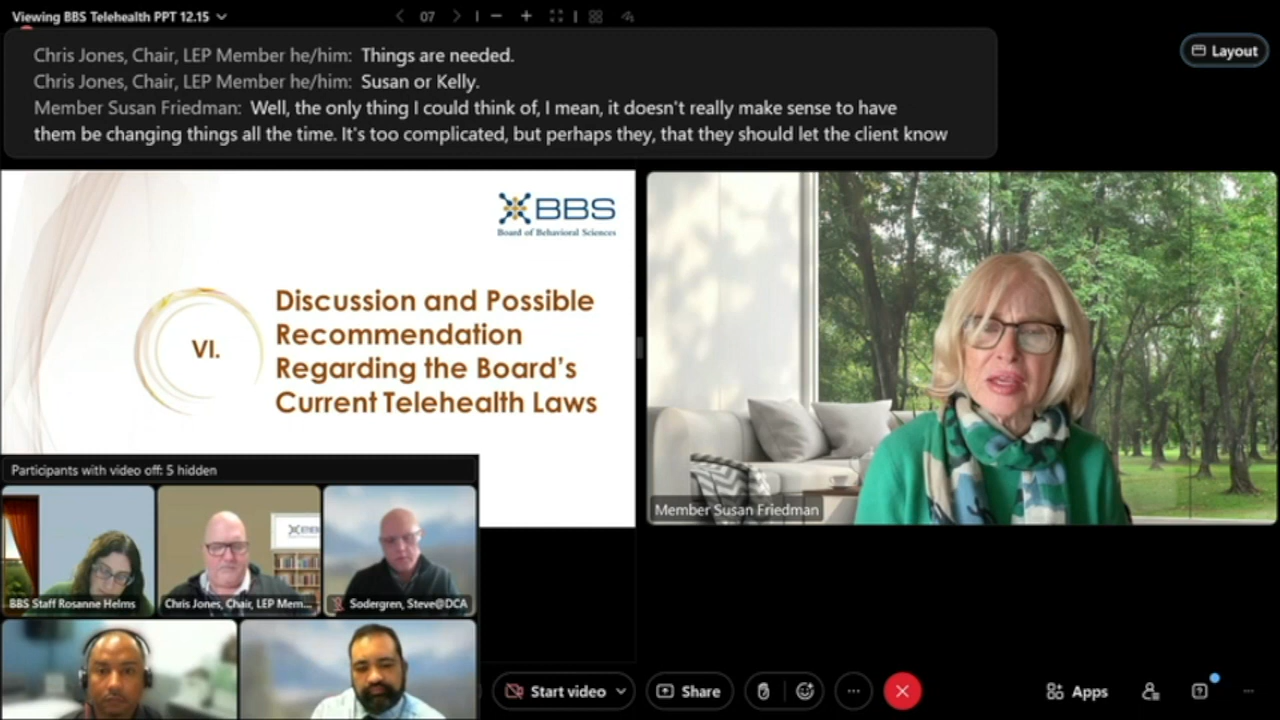 Viewing BBS Telehealth PPT 12.15
07
Chris Jones, Chair, LEP Member he/him: Things are needed.
Chris Jones, Chair, LEP Member he/him: Susan or Kelly.
Member Susan Friedman: Well, the only thing I could think of, I mean, it doesn't really make sense to have
them be changing things all the time. It's too complicated, but perhaps they, that they should let the client know
Layout
BBS
Board of Behavioral Sciences
VI.
Discussion and Possible
Recommendation
Regarding the Board's
Current Telehealth Laws
Member Susan Friedman
Participants with video off: 5 hidden
BBS Staff Rosanne Helms
Chris Jones, Chair, LEP Mem...
Sodergren, Steve@DCA
Start video
Share
Apps